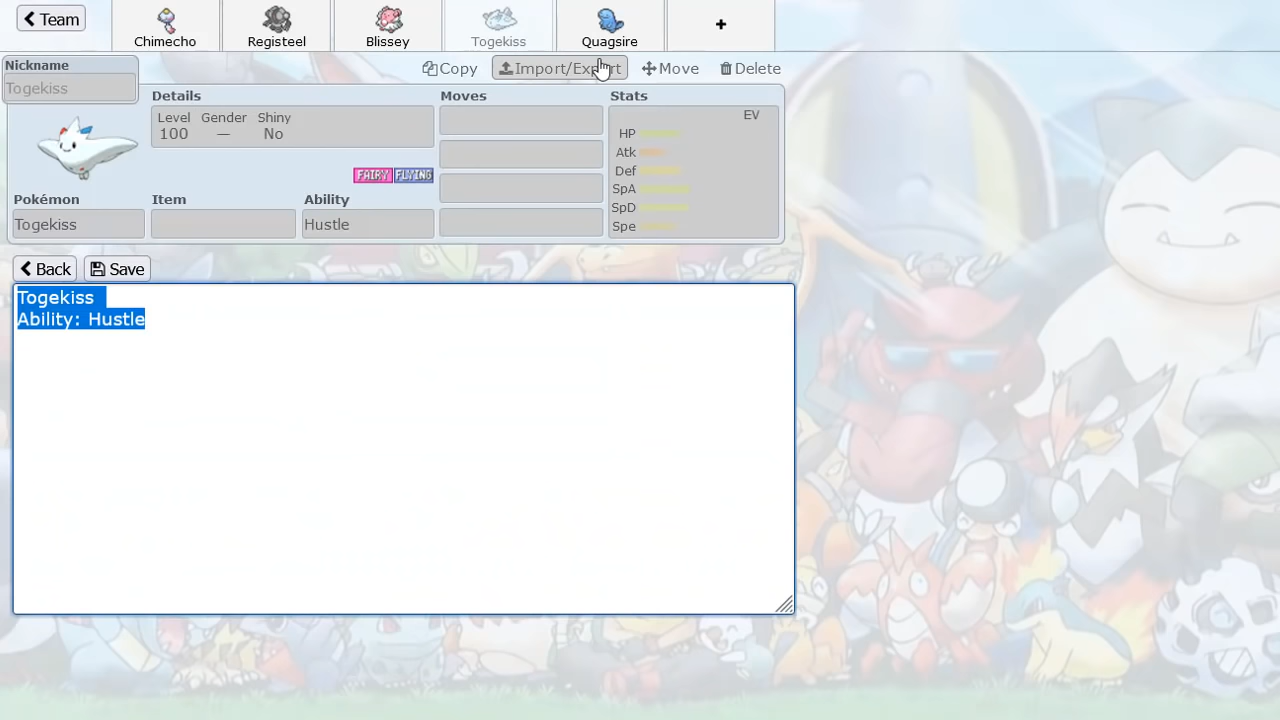 Team
Chimecho
Registeel
Blissey
Togekiss
Quagsire
+
Nickname
Togekiss
Copy
Import/Export
Move
Delete
Details
Moves
Stats
Level Gender Shiny
100 — No
EV
HP
Atk
Def
SpA
SpD
Spe
FAIRY FLYING
Pokémon
Item
Ability
Togekiss
Hustle
Back
Save
Togekiss
Ability: Hustle